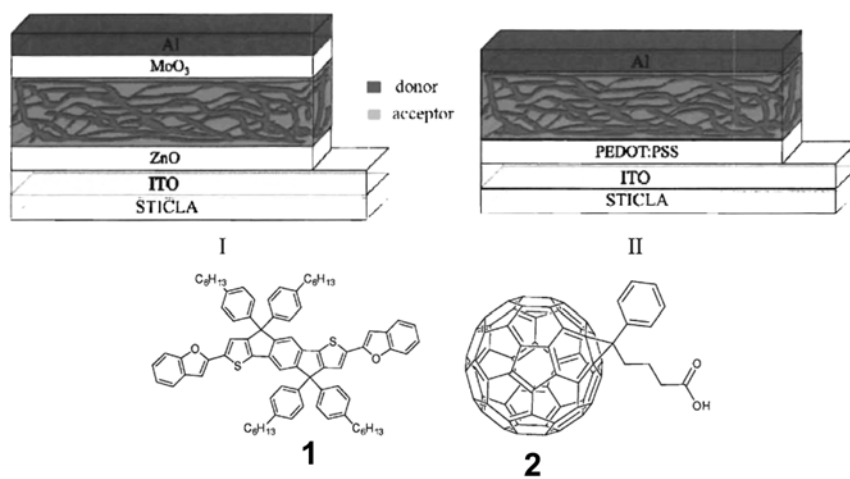 Al
MoO₃
ZnO
ITO
STICLA
I
donor
acceptor
Al
PEDOT:PSS
ITO
STICLĂ
II
C₆H₁₃
C₆H₁₃
O
S
S
O
C₆H₁₃
C₆H₁₃
1
O
OH
2